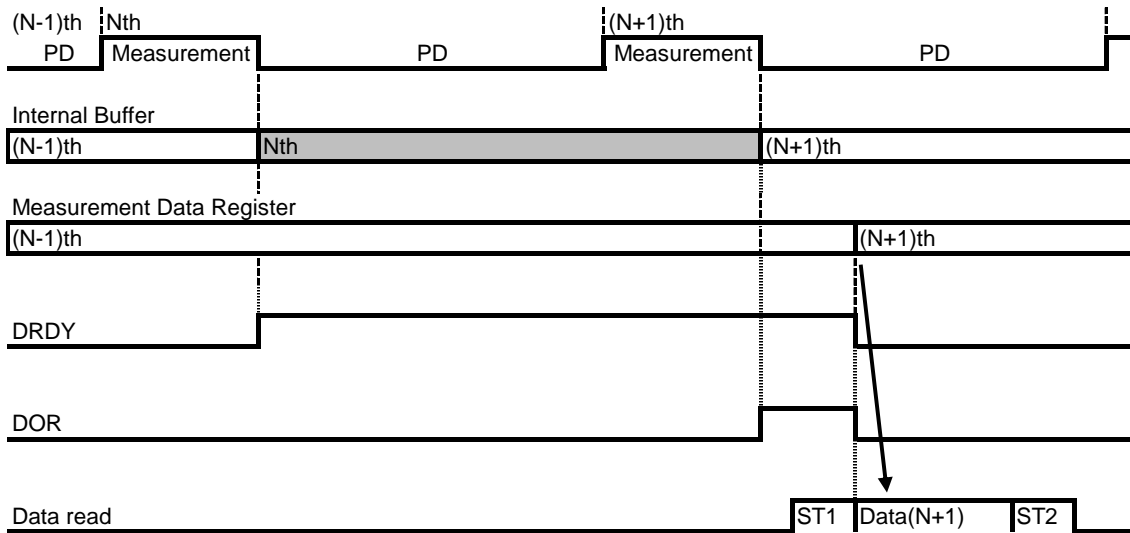 (N-1)th Nth (N+1)th
PD Measurement PD Measurement PD
Internal Buffer
(N-1)th Nth (N+1)th
Measurement Data Register
(N-1)th (N+1)th
DRDY
DOR
Data read ST1 Data(N+1) ST2